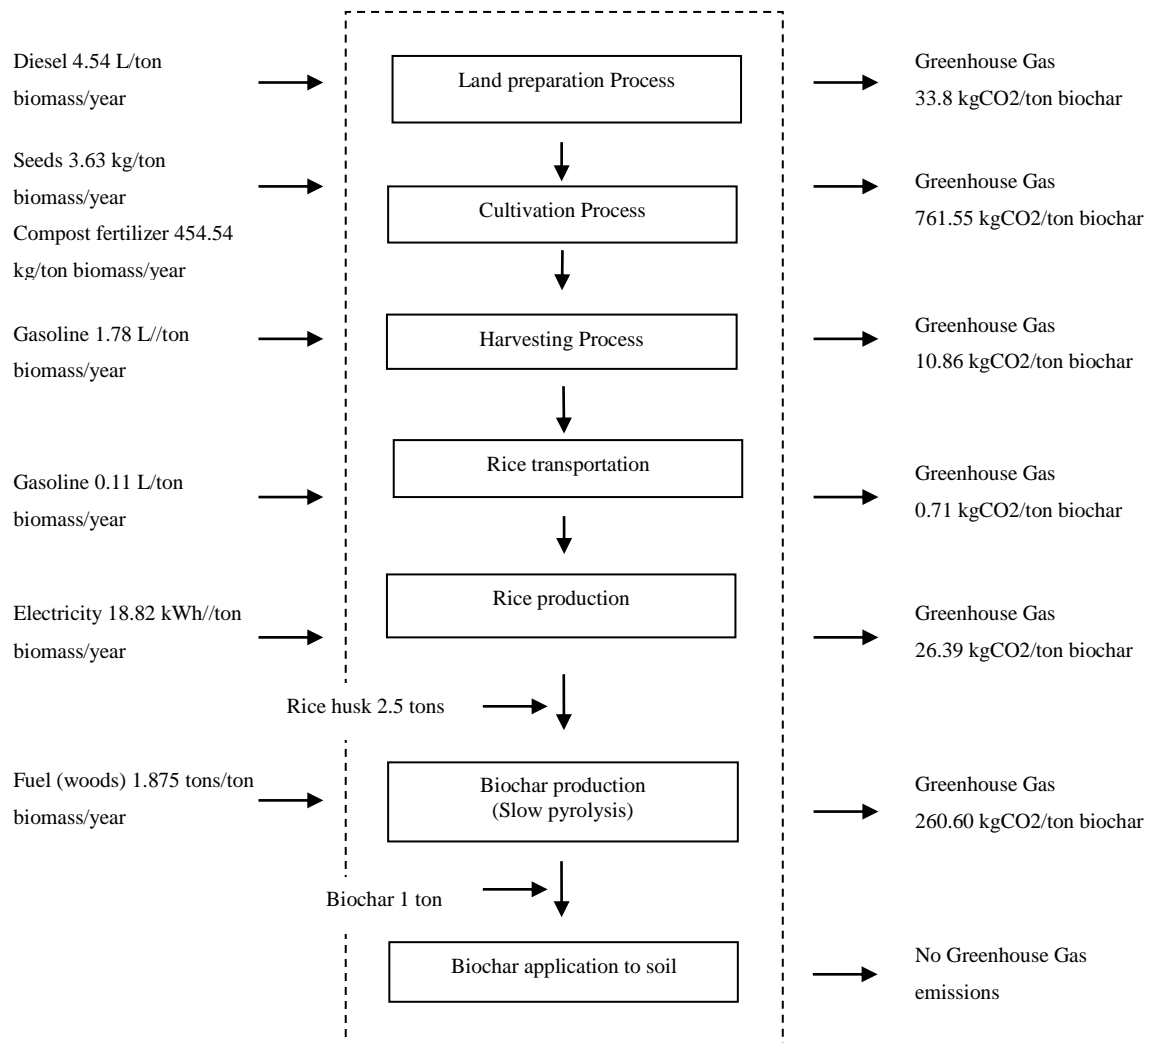 Diesel 4.54 L/ton
biomass/year
Land preparation Process
Greenhouse Gas
33.8 kgCO2/ton biochar
Seeds 3.63 kg/ton
biomass/year
Compost fertilizer 454.54
kg/ton biomass/year
Cultivation Process
Greenhouse Gas
761.55 kgCO2/ton biochar
Gasoline 1.78 L//ton
biomass/year
Harvesting Process
Greenhouse Gas
10.86 kgCO2/ton biochar
Gasoline 0.11 L/ton
biomass/year
Rice transportation
Greenhouse Gas
0.71 kgCO2/ton biochar
Electricity 18.82 kWh//ton
biomass/year
Rice production
Greenhouse Gas
26.39 kgCO2/ton biochar
Rice husk 2.5 tons
Fuel (woods) 1.875 tons/ton
biomass/year
Biochar production
(Slow pyrolysis)
Greenhouse Gas
260.60 kgCO2/ton biochar
Biochar 1 ton
Biochar application to soil
No Greenhouse Gas
emissions